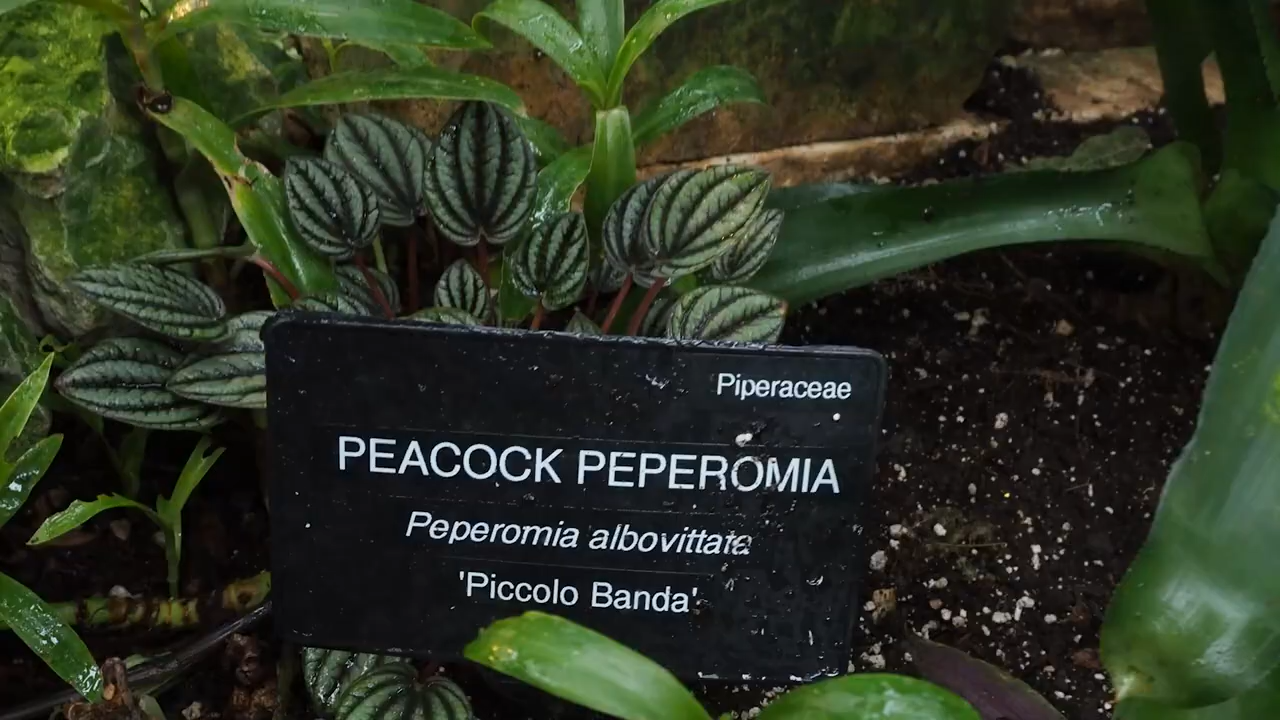 Piperaceae
PEACOCK PEPEROMIA
Peperomia albovittata
'Piccolo Banda'